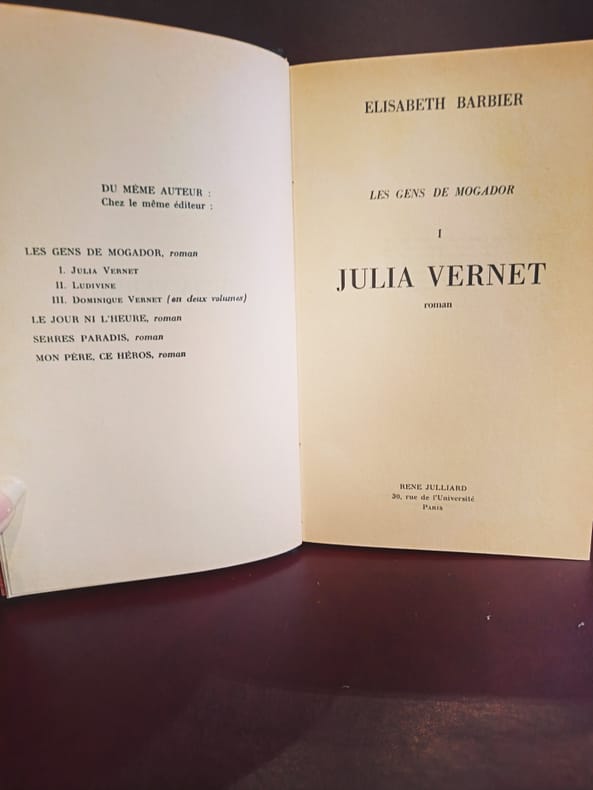 DU MÊME AUTEUR :
Chez le même éditeur :
LES GENS DE MOGADOR, roman
I. JULIA VERNET
II. LUDIVINE
III. DOMINIQUE VERNET (en deux volumes)
LE JOUR NI L'HEURE, roman
SERRES PARADIS, roman
MON PÈRE, CE HÉROS, roman
ELISABETH BARBIER
LES GENS DE MOGADOR
I
JULIA VERNET
roman
RENE JULLIARD
30, rue de l'Université
PARIS